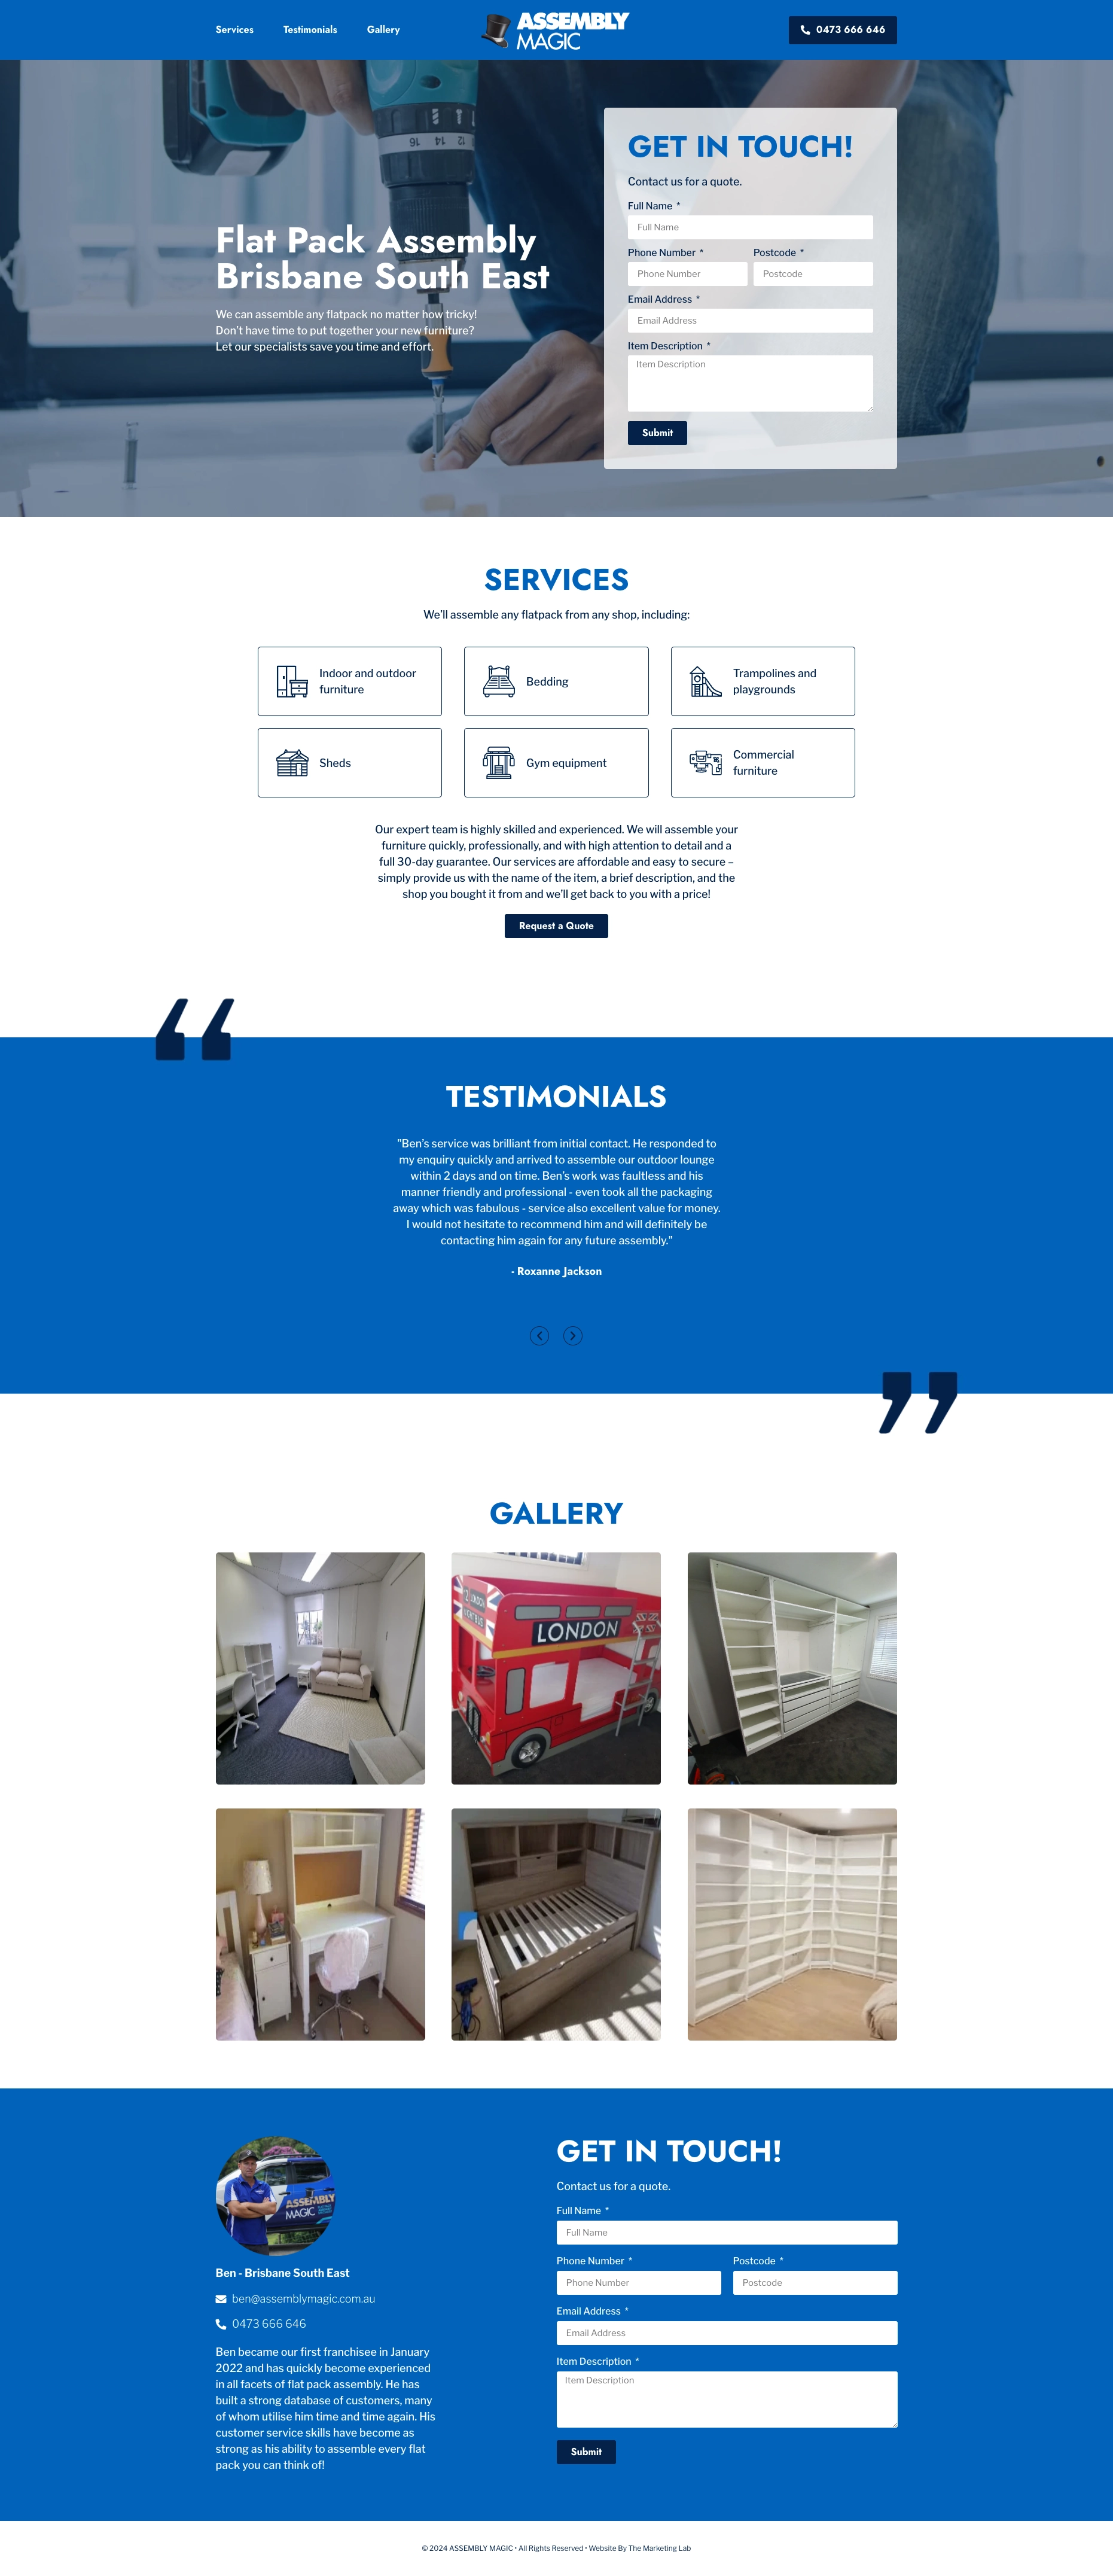 Services
Testimonials
Gallery
ASSEMBLY
MAGIC
0473 666 646
Flat Pack Assembly
Brisbane South East
We can assemble any flatpack no matter how tricky!
Don't have time to put together your new furniture?
Let our specialists save you time and effort.
GET IN TOUCH!
Contact us for a quote.
Full Name *
Full Name
Phone Number * Postcode *
Phone Number Postcode
Email Address *
Email Address
Item Description *
Item Description
Submit
SERVICES
We'll assemble any flatpack from any shop, including:
Indoor and outdoor
furniture
Bedding
Trampolines and
playgrounds
Sheds
Gym equipment
Commercial
furniture
Our expert team is highly skilled and experienced. We will assemble your
furniture quickly, professionally, and with high attention to detail and a
full 30-day guarantee. Our services are affordable and easy to secure –
simply provide us with the name of the item, a brief description, and the
shop you bought it from and we'll get back to you with a price!
Request a Quote
TESTIMONIALS
"Ben's service was brilliant from initial contact. He responded to
my enquiry quickly and arrived to assemble our outdoor lounge
within 2 days and on time. Ben's work was faultless and his
manner friendly and professional - even took all the packaging
away which was fabulous - service also excellent value for money.
I would not hesitate to recommend him and will definitely be
contacting him again for any future assembly."
- Roxanne Jackson
GALLERY
LONDON
ASSEMBLY
MAGIC
Ben - Brisbane South East
ben@assemblymagic.com.au
0473 666 646
Ben became our first franchisee in January
2022 and has quickly become experienced
in all facets of flat pack assembly. He has
built a strong database of customers, many
of whom utilise him time and time again. His
customer service skills have become as
strong as his ability to assemble every flat
pack you can think of!
GET IN TOUCH!
Contact us for a quote.
Full Name *
Full Name
Phone Number * Postcode *
Phone Number Postcode
Email Address *
Email Address
Item Description *
Item Description
Submit
© 2024 ASSEMBLY MAGIC • All Rights Reserved • Website By The Marketing Lab